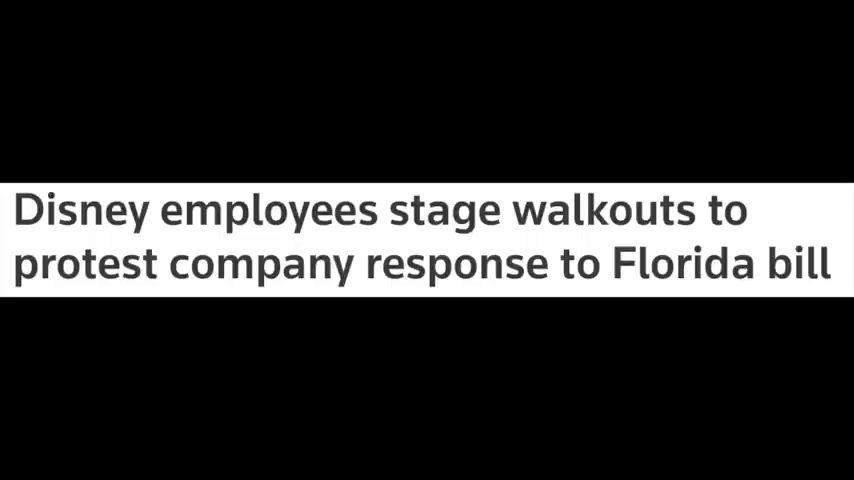 Disney employees stage walkouts to
protest company response to Florida bill